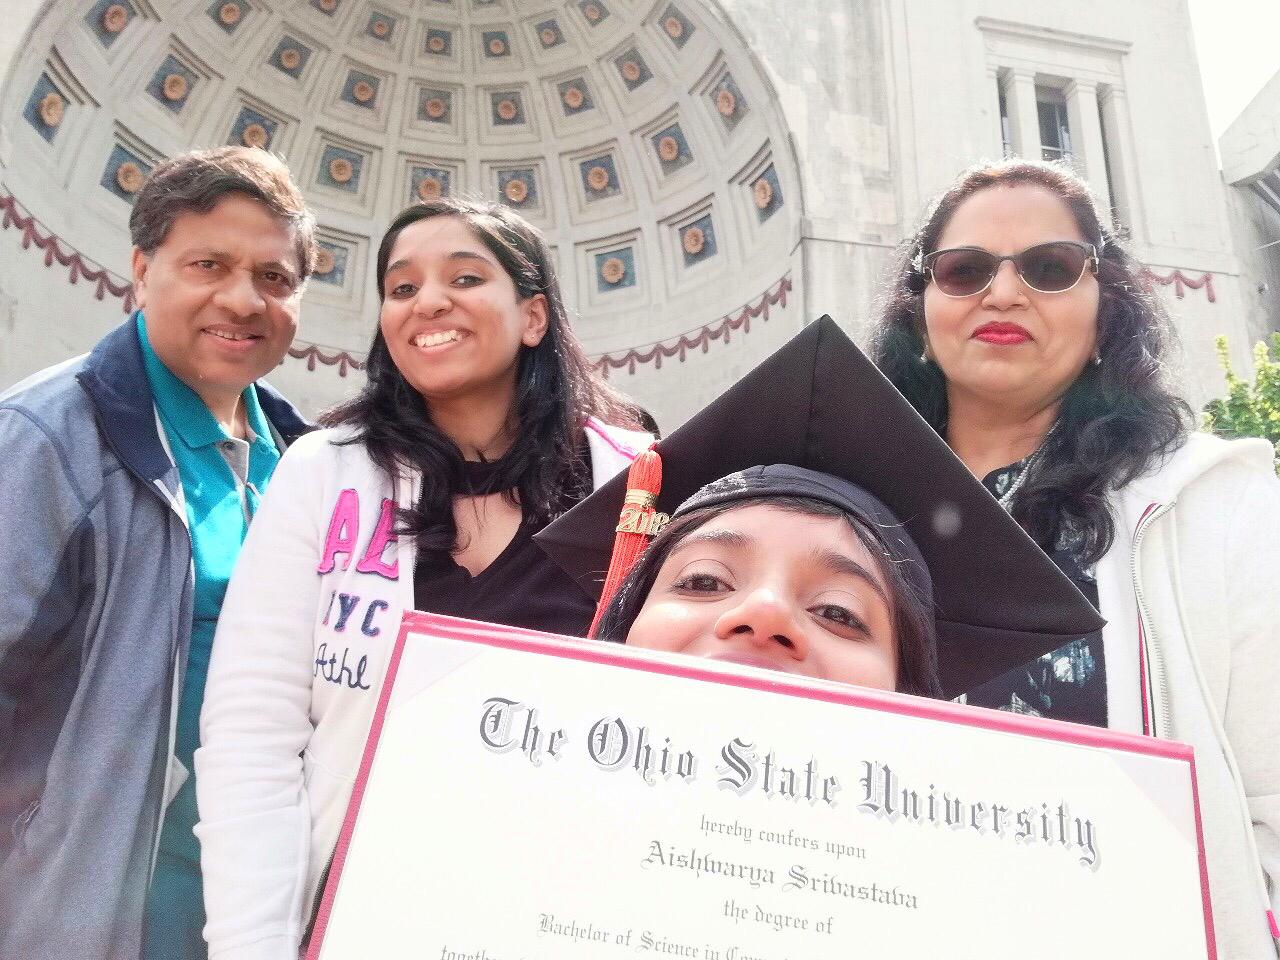 2018
AE
NYC
Athl
The Ohio State University
hereby confers upon
Aishwarya Srivastava
the degree of
Bachelor of Science in